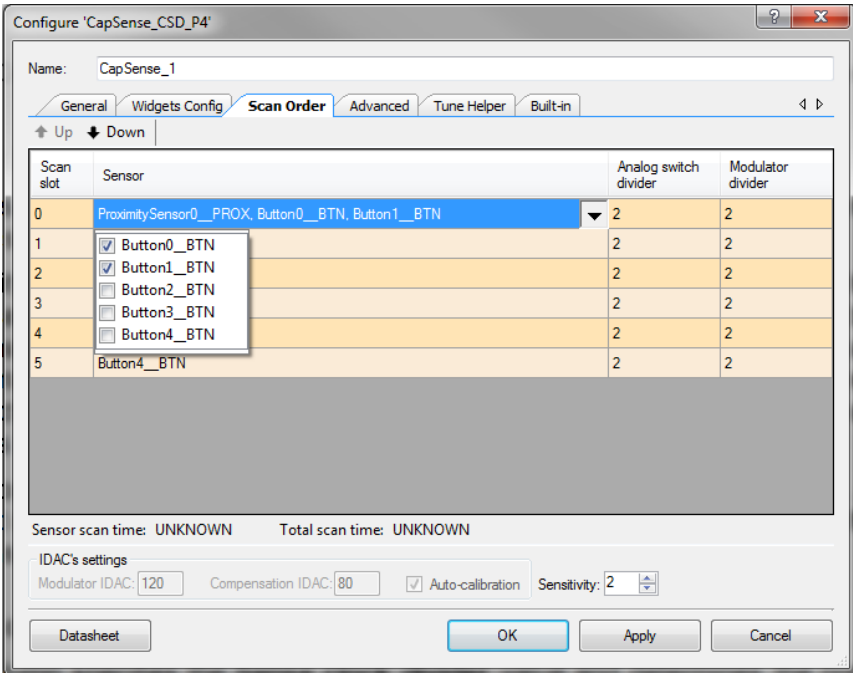 Configure 'CapSense_CSD_P4'
Name: CapSense_1
General Widgets Config Scan Order Advanced Tune Helper Built-in
Up Down
Scan slot Sensor Analog switch divider Modulator divider
0 ProximitySensor0__PROX, Button0__BTN, Button1__BTN 2 2
1 Button0__BTN 2 2
Button1__BTN
2 2 2
Button2__BTN
3 Button3__BTN 2 2
4 Button4__BTN 2 2
5 Button4__BTN 2 2
Sensor scan time: UNKNOWN Total scan time: UNKNOWN
IDAC's settings
Modulator IDAC: 120 Compensation IDAC: 80 Auto-calibration Sensitivity: 2
Datasheet OK Apply Cancel